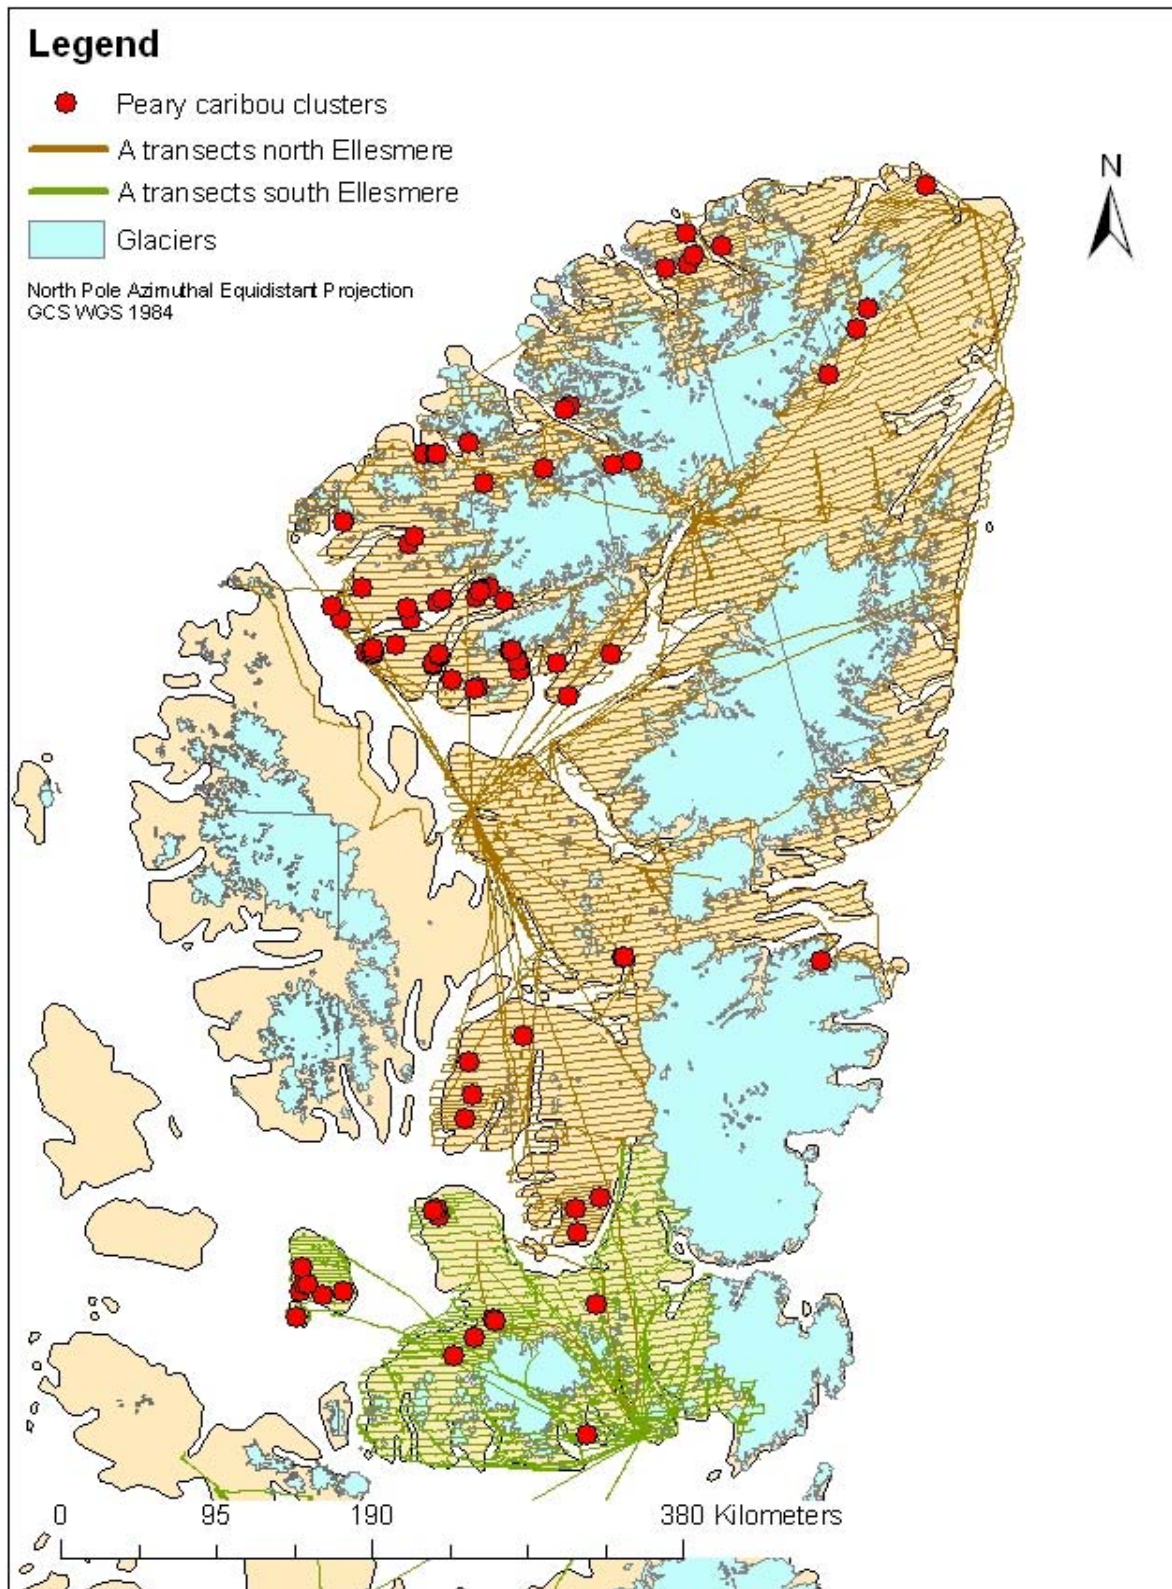 Legend
Peary caribou clusters
A transects north Ellesmere
A transects south Ellesmere
Glaciers
North Pole Azimuthal Equidistant Projection
GCS WGS 1984
N
0 95 190 380 Kilometers